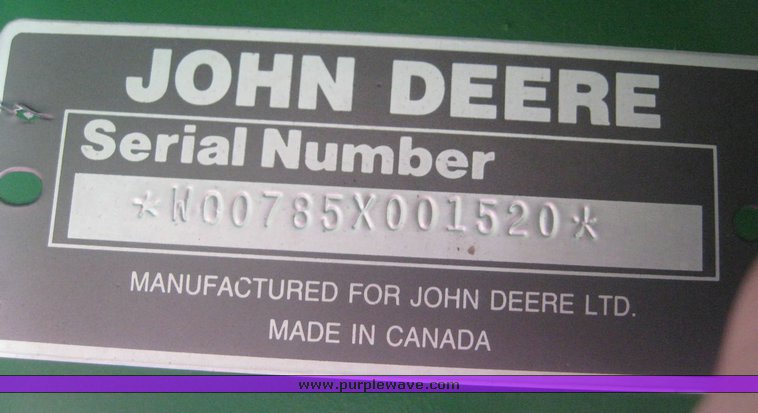 JOHN DEERE
Serial Number
*W00785X001520*
MANUFACTURED FOR JOHN DEERE LTD.
MADE IN CANADA
www.purplewave.com